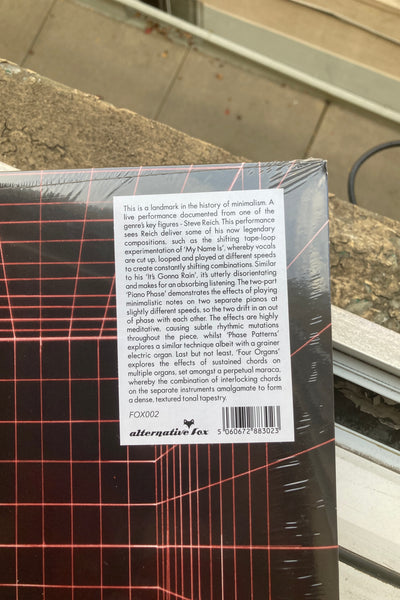 This is a landmark in the history of minimalism. A
live performance documented from one of the
genre's key figures - Steve Reich. This performance
sees Reich deliver some of his now legendary
compositions, such as the shifting tape-loop
experimentation of 'My Name Is', whereby vocals
are cut up, looped and played at different speeds
to create constantly shifting combinations. Similar
to his 'It's Gonna Rain', it's utterly disorientating
and makes for an absorbing listening. The two-part
'Piano Phase' demonstrates the effects of playing
minimalistic notes on two separate pianos at
slightly different speeds, so the two drift in an out
of phase with each other. The effects are highly
meditative, causing subtle rhythmic mutations
throughout the piece, whilst 'Phase Patterns'
explores a similar technique albeit with a grainer
electric organ. Last but not least, 'Four Organs'
explores the effects of sustained chords on
multiple organs, set amongst a perpetual maraca,
whereby the combination of interlocking chords
on the separate instruments amalgamate to form
a dense, textured tonal tapestry.
FOX002
alternative fox
5 060672 883023